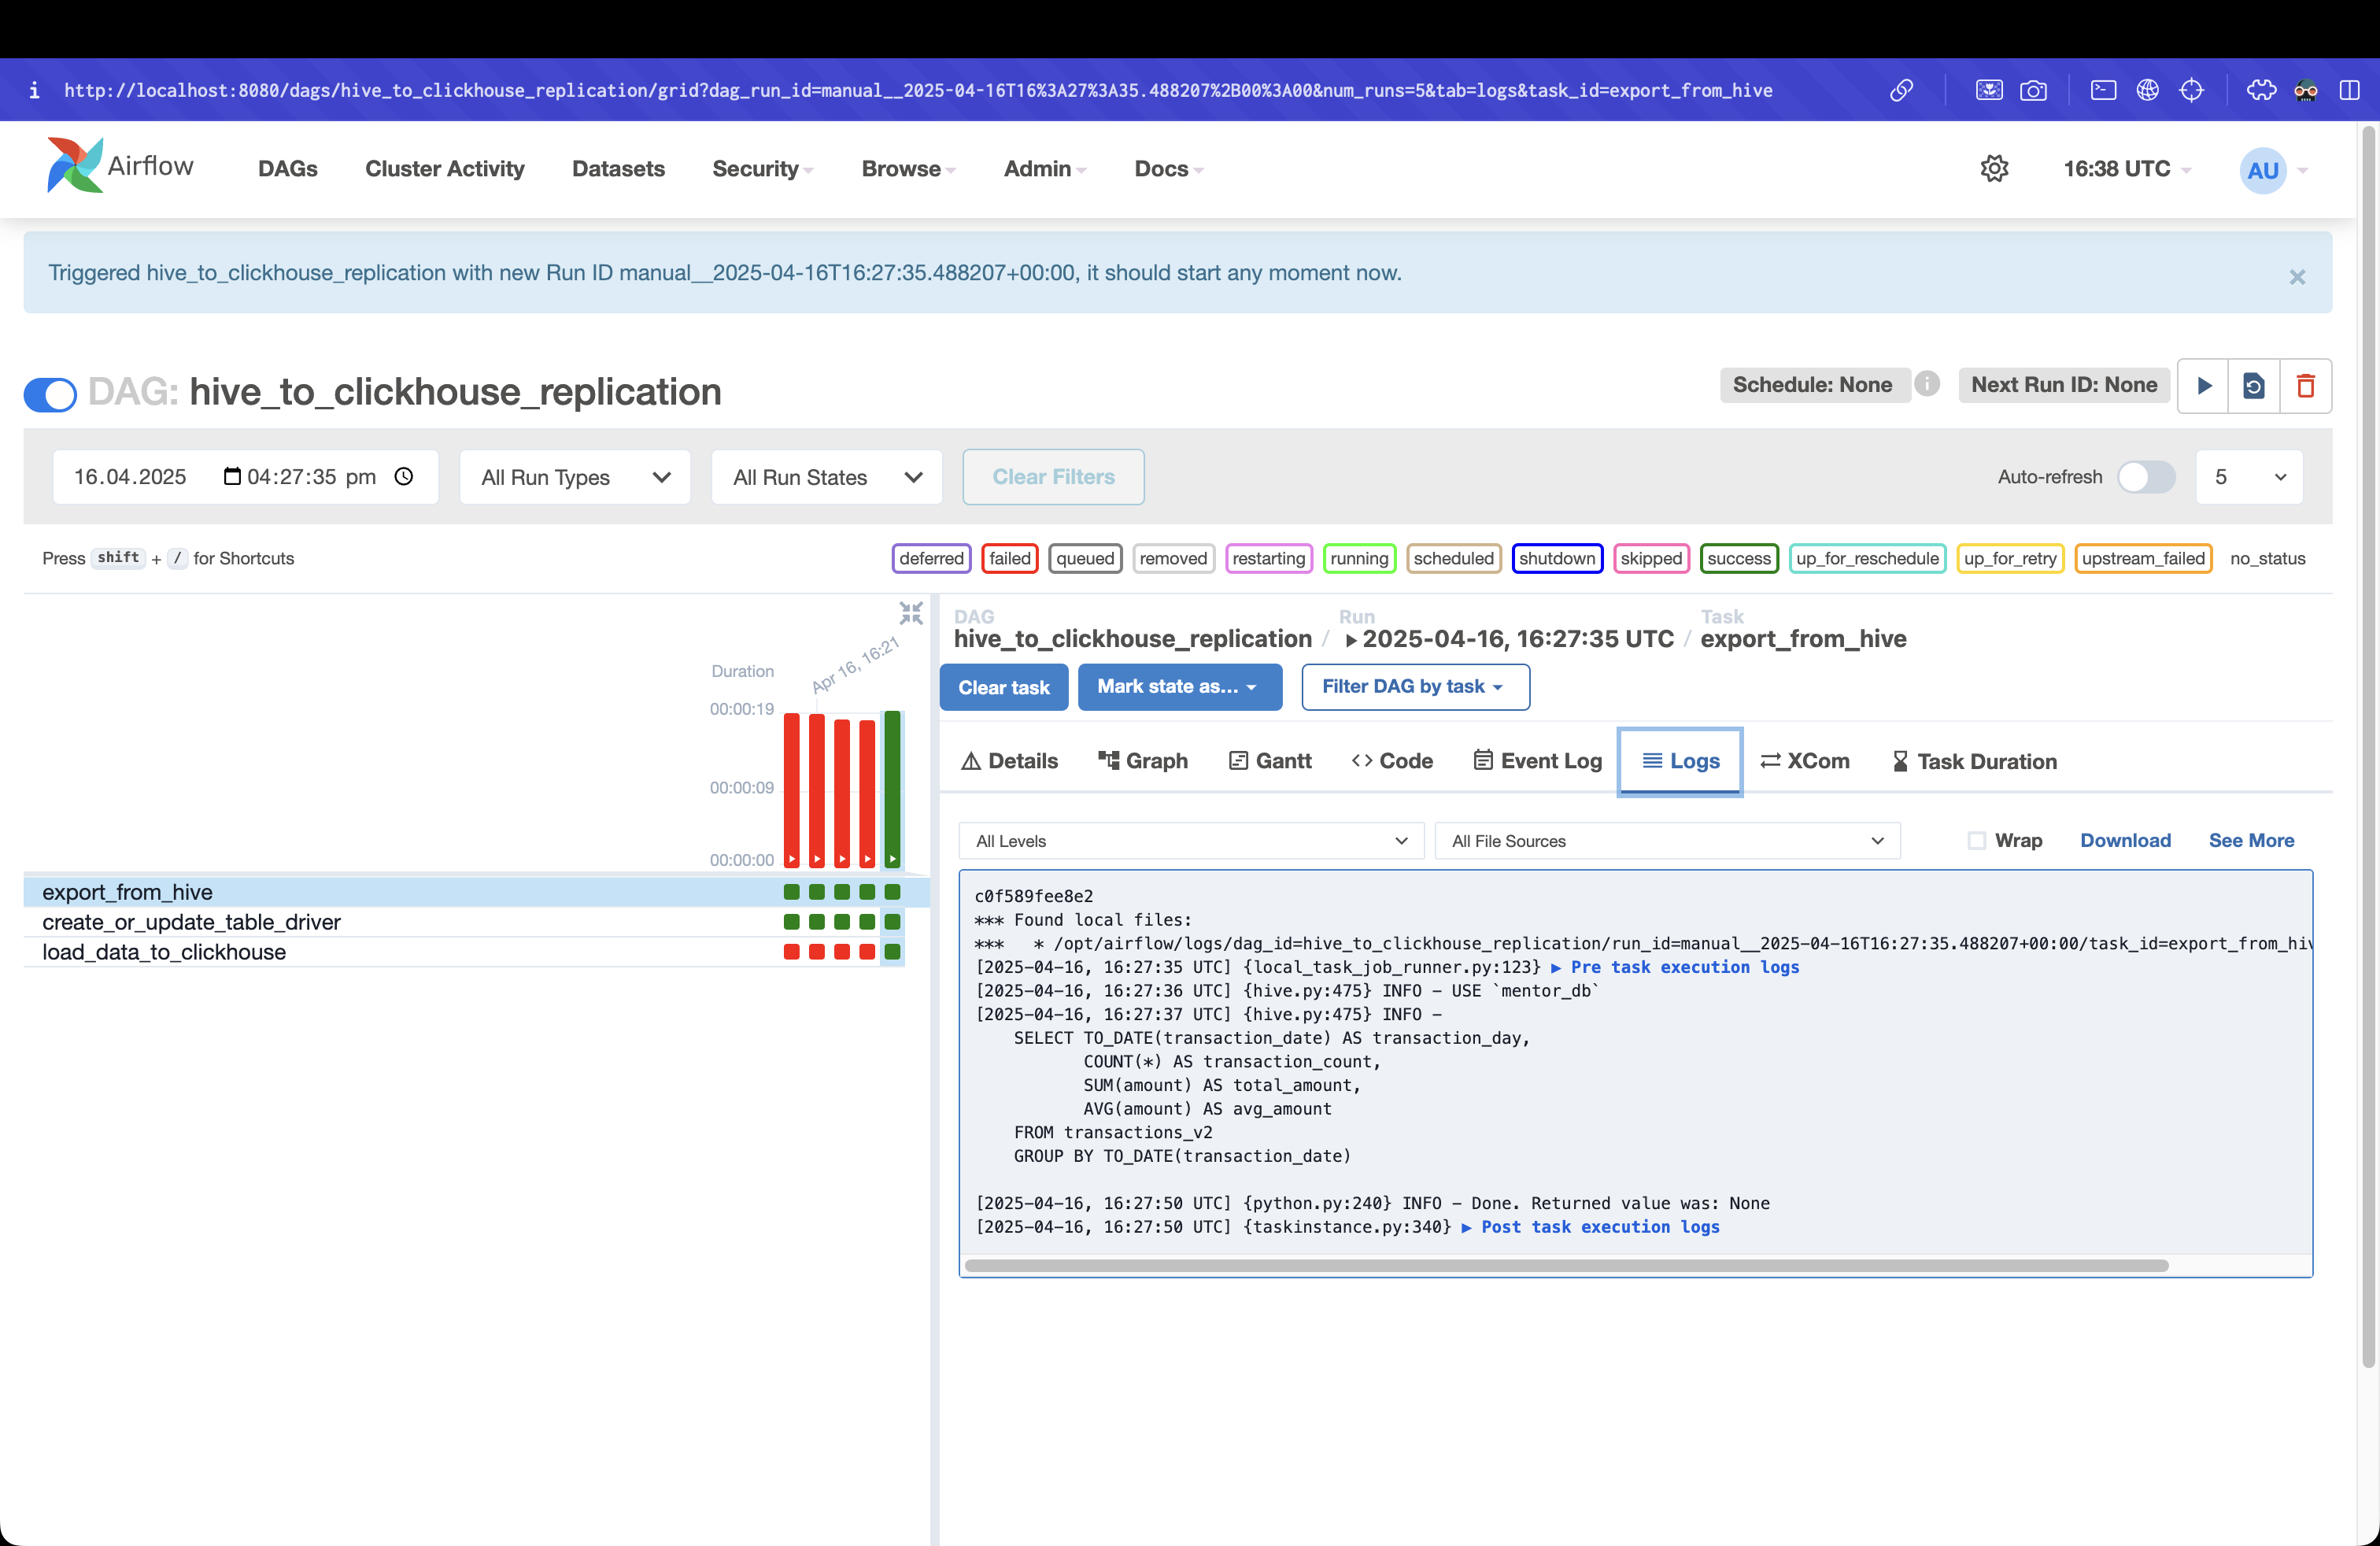 http://localhost:8080/dags/hive_to_clickhouse_replication/grid?dag_run_id=manual__2025-04-16T16%3A27%3A35.488207%2B00%3A00&num_runs=5&tab=logs&task_id=export_from_hive
Airflow DAGs Cluster Activity Datasets Security Browse Admin Docs 16:38 UTC AU
Triggered hive_to_clickhouse_replication with new Run ID manual__2025-04-16T16:27:35.488207+00:00, it should start any moment now. ×
DAG: hive_to_clickhouse_replication Schedule: None Next Run ID: None
16.04.2025 04:27:35 pm All Run Types All Run States Clear Filters Auto-refresh 5
Press shift + / for Shortcuts deferred failed queued removed restarting running scheduled shutdown skipped success up_for_reschedule up_for_retry upstream_failed no_status
Duration
Apr 16, 16:21
00:00:19
00:00:09
00:00:00
export_from_hive
create_or_update_table_driver
load_data_to_clickhouse
DAG Run Task
hive_to_clickhouse_replication / 2025-04-16, 16:27:35 UTC / export_from_hive
Clear task Mark state as... Filter DAG by task
Details Graph Gantt Code Event Log Logs XCom Task Duration
All Levels All File Sources Wrap Download See More
c0f589fee8e2
*** Found local files:
***   * /opt/airflow/logs/dag_id=hive_to_clickhouse_replication/run_id=manual__2025-04-16T16:27:35.488207+00:00/task_id=export_from_hiv
[2025-04-16, 16:27:35 UTC] {local_task_job_runner.py:123} ▶ Pre task execution logs
[2025-04-16, 16:27:36 UTC] {hive.py:475} INFO - USE `mentor_db`
[2025-04-16, 16:27:37 UTC] {hive.py:475} INFO -
SELECT TO_DATE(transaction_date) AS transaction_day,
COUNT(*) AS transaction_count,
SUM(amount) AS total_amount,
AVG(amount) AS avg_amount
FROM transactions_v2
GROUP BY TO_DATE(transaction_date)
[2025-04-16, 16:27:50 UTC] {python.py:240} INFO - Done. Returned value was: None
[2025-04-16, 16:27:50 UTC] {taskinstance.py:340} ▶ Post task execution logs